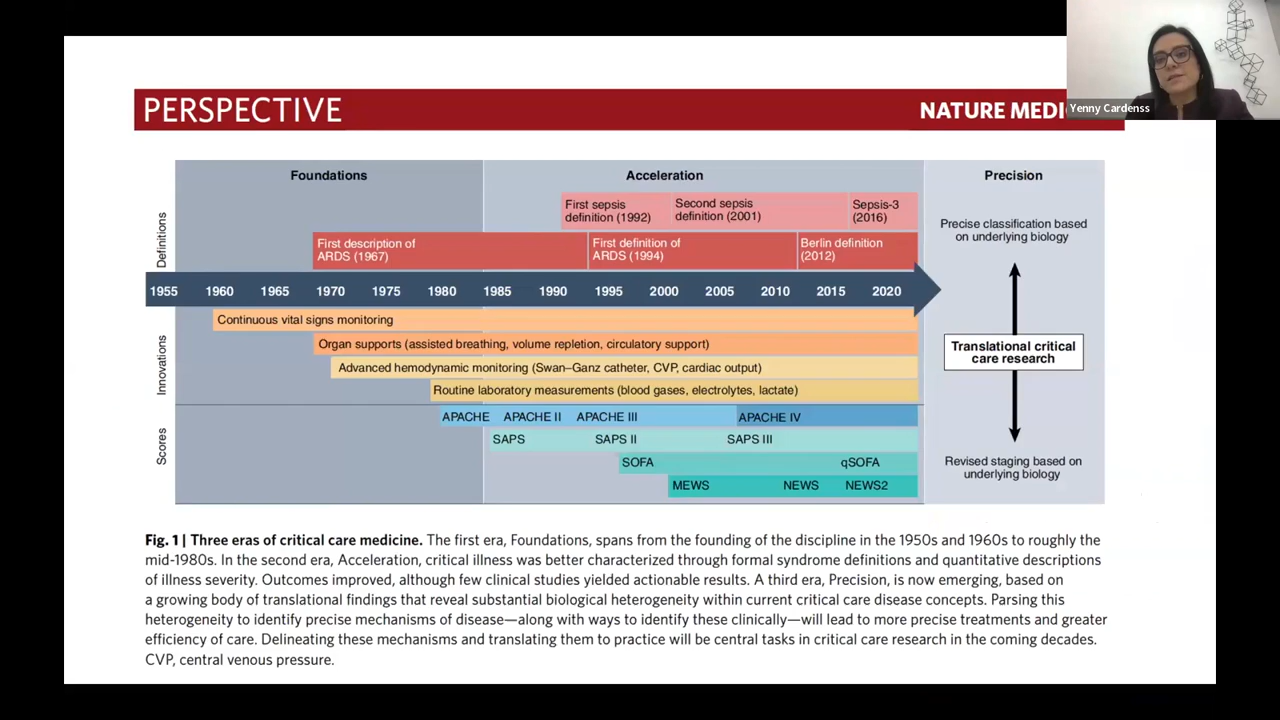 PERSPECTIVE
NATURE MEDI
Yenny Cardenss
Foundations
Acceleration
Precision
Definitions
First sepsis
definition (1992)
Second sepsis
definition (2001)
Sepsis-3
(2016)
First description of
ARDS (1967)
First definition of
ARDS (1994)
Berlin definition
(2012)
1955 1960 1965 1970 1975 1980 1985 1990 1995 2000 2005 2010 2015 2020
Innovations
Continuous vital signs monitoring
Organ supports (assisted breathing, volume repletion, circulatory support)
Advanced hemodynamic monitoring (Swan–Ganz catheter, CVP, cardiac output)
Routine laboratory measurements (blood gases, electrolytes, lactate)
Scores
APACHE APACHE II APACHE III APACHE IV
SAPS SAPS II SAPS III
SOFA qSOFA
MEWS NEWS NEWS2
Precise classification based
on underlying biology
Translational critical
care research
Revised staging based on
underlying biology
Fig. 1 | Three eras of critical care medicine. The first era, Foundations, spans from the founding of the discipline in the 1950s and 1960s to roughly the
mid-1980s. In the second era, Acceleration, critical illness was better characterized through formal syndrome definitions and quantitative descriptions
of illness severity. Outcomes improved, although few clinical studies yielded actionable results. A third era, Precision, is now emerging, based on
a growing body of translational findings that reveal substantial biological heterogeneity within current critical care disease concepts. Parsing this
heterogeneity to identify precise mechanisms of disease—along with ways to identify these clinically—will lead to more precise treatments and greater
efficiency of care. Delineating these mechanisms and translating them to practice will be central tasks in critical care research in the coming decades.
CVP, central venous pressure.